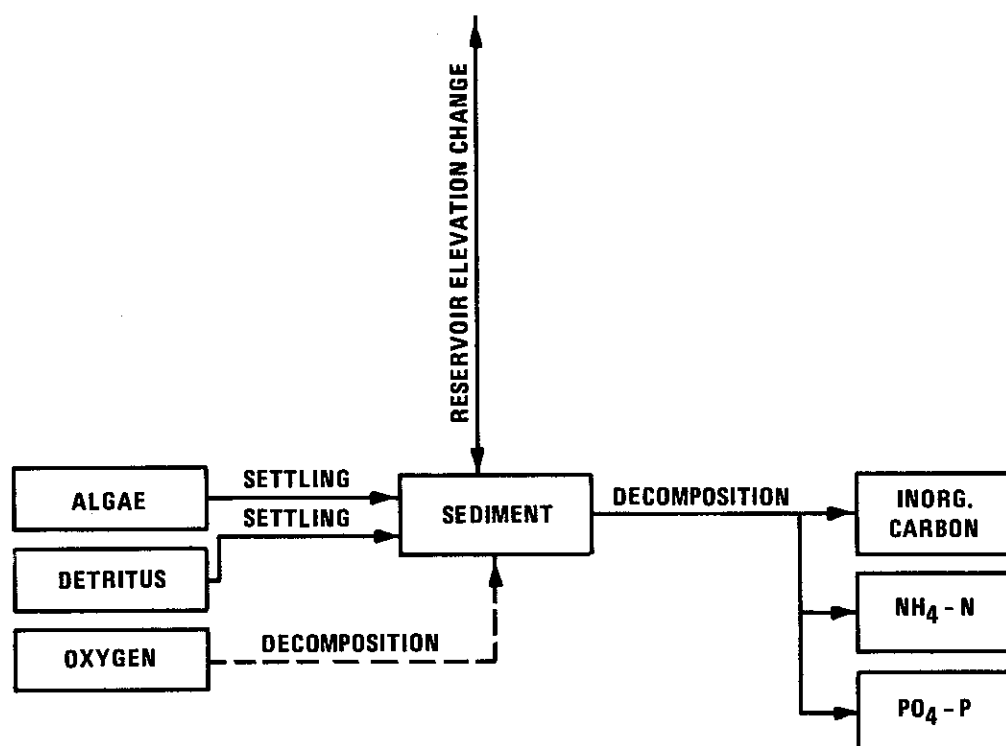 RESERVOIR ELEVATION CHANGE
ALGAE
SETTLING
SETTLING
DETRITUS
OXYGEN
DECOMPOSITION
SEDIMENT
DECOMPOSITION
INORG.
CARBON
NH4 - N
PO4 - P